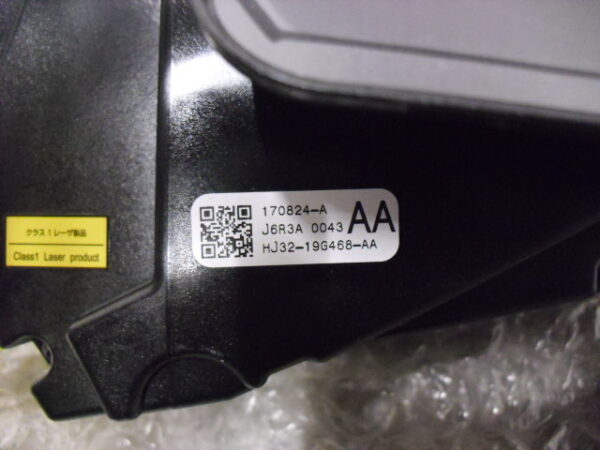 クラス1レーザ製品
Class1 Laser product
170824-A
J6R3A 0043 AA
HJ32-19G468-AA